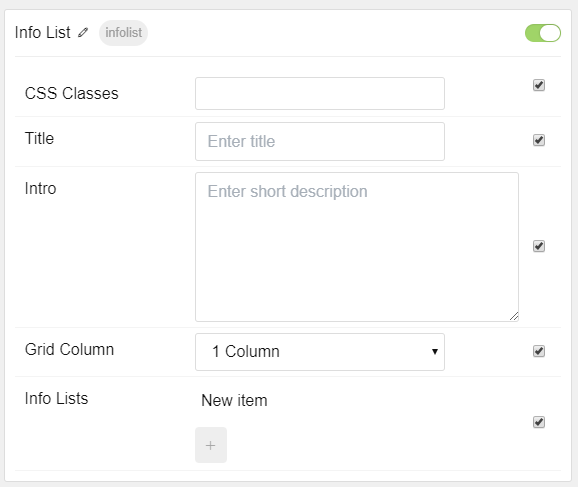 Info List infolist
CSS Classes
Title Enter title
Intro Enter short description
Grid Column 1 Column
Info Lists New item
+